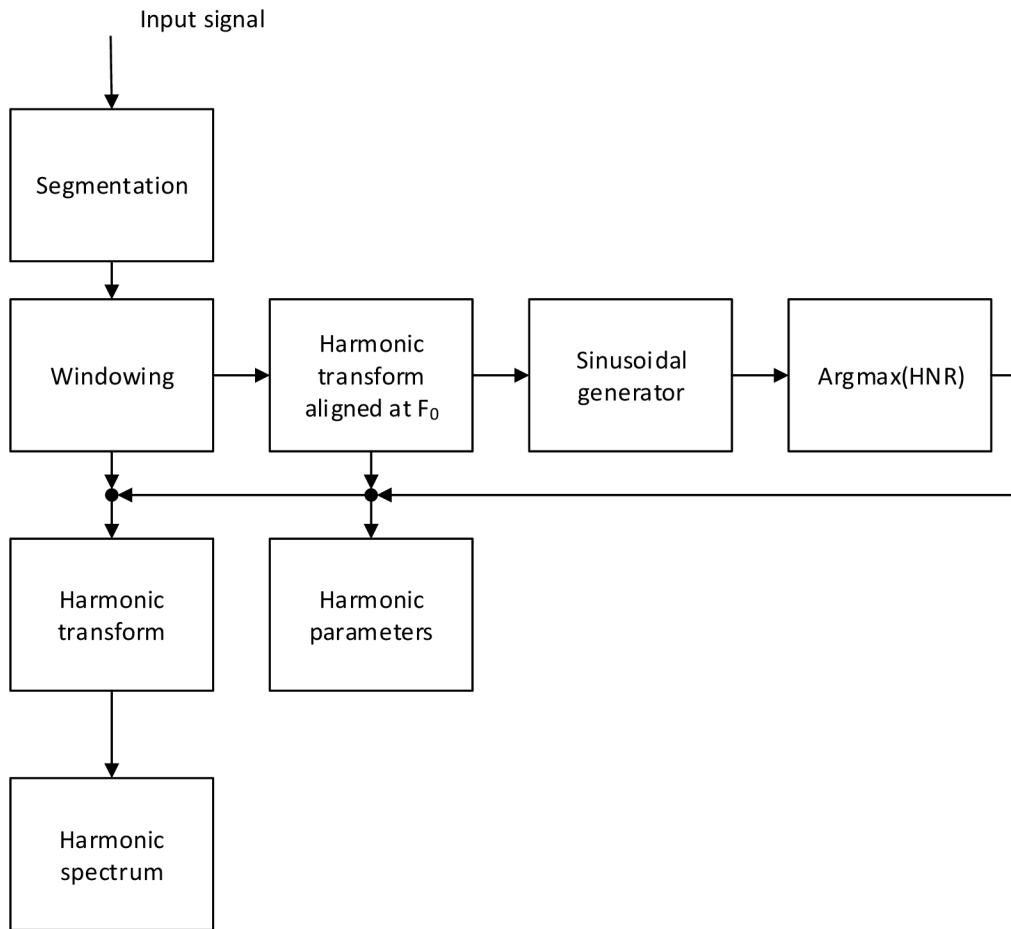 Input signal
Segmentation
Windowing
Harmonic
transform
aligned at F₀
Sinusoidal
generator
Argmax(HNR)
Harmonic
transform
Harmonic
parameters
Harmonic
spectrum